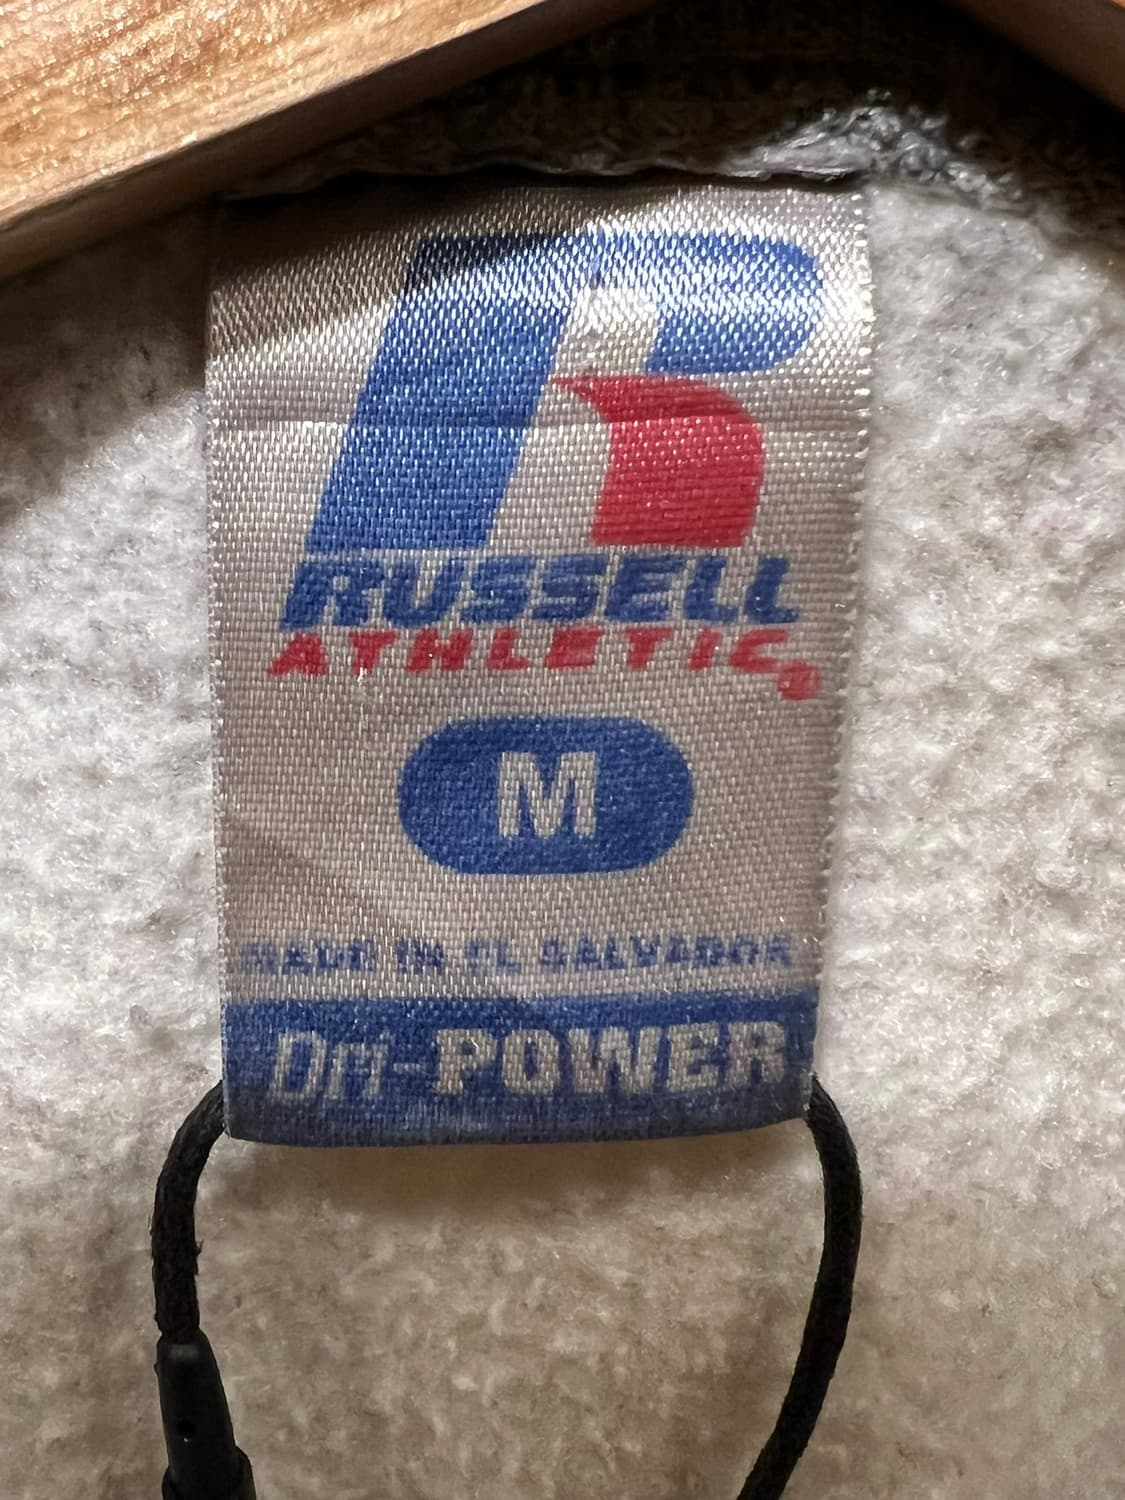 R
RUSSELL
ATHLETIC®
M
MADE IN EL SALVADOR
Dri-POWER